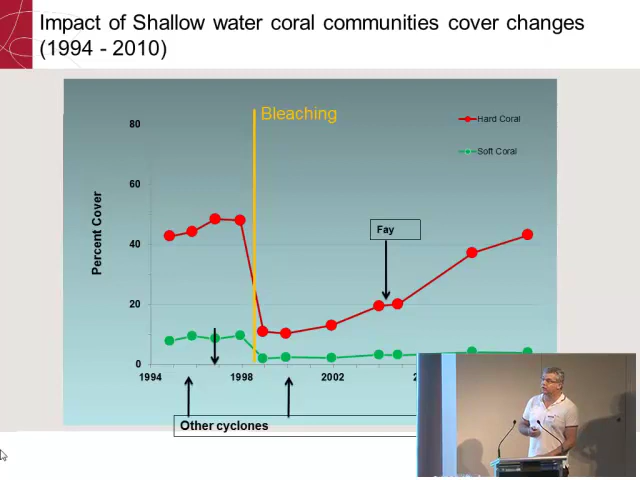 Impact of Shallow water coral communities cover changes
(1994 - 2010)
Bleaching
80
Hard Coral
Soft Coral
60
Percent Cover
Fay
40
20
0
1994
1998
2002
Other cyclones